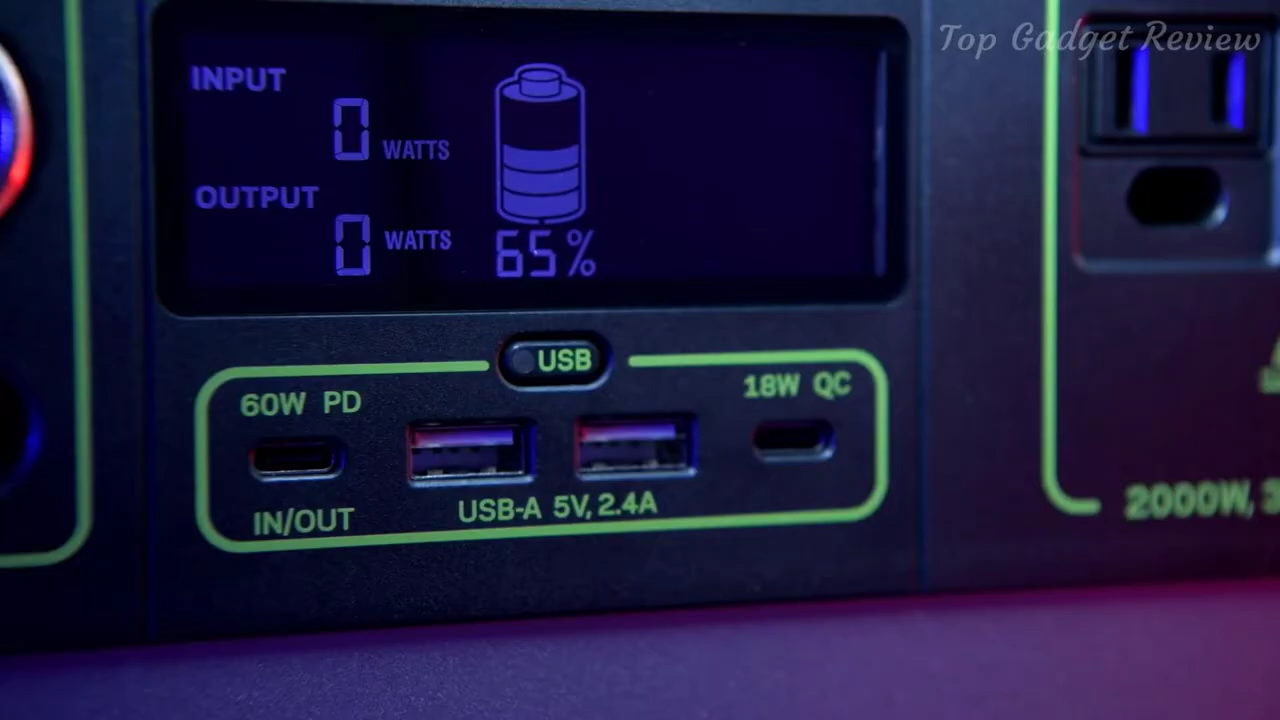 Top Gadget Review
INPUT
0 WATTS
OUTPUT
0 WATTS
65%
USB
60W PD
18W QC
IN/OUT
USB-A 5V, 2.4A
2000W,